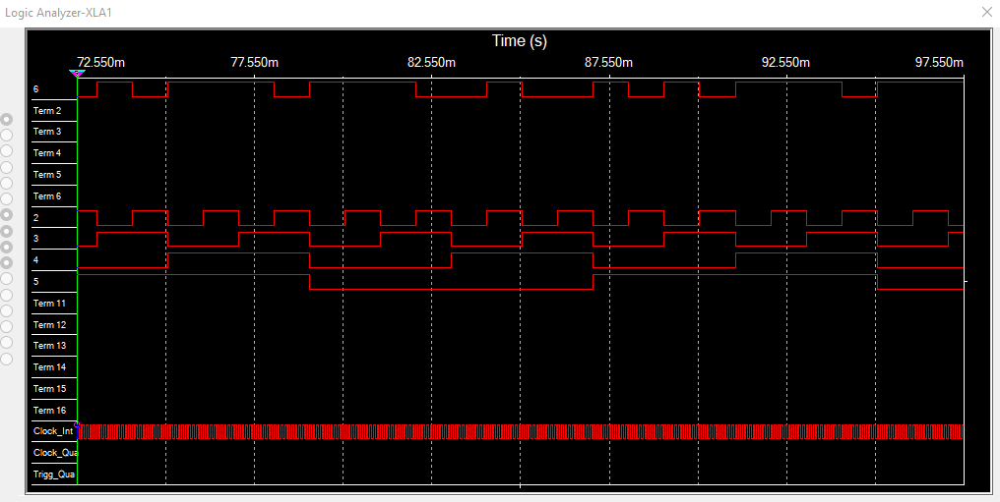 Logic Analyzer-XLA1
Time (s)
72.550m 77.550m 82.550m 87.550m 92.550m 97.550m
6
Term 2
Term 3
Term 4
Term 5
Term 6
2
3
4
5
Term 11
Term 12
Term 13
Term 14
Term 15
Term 16
Clock_Int
Clock_Qua
Trigg_Qua